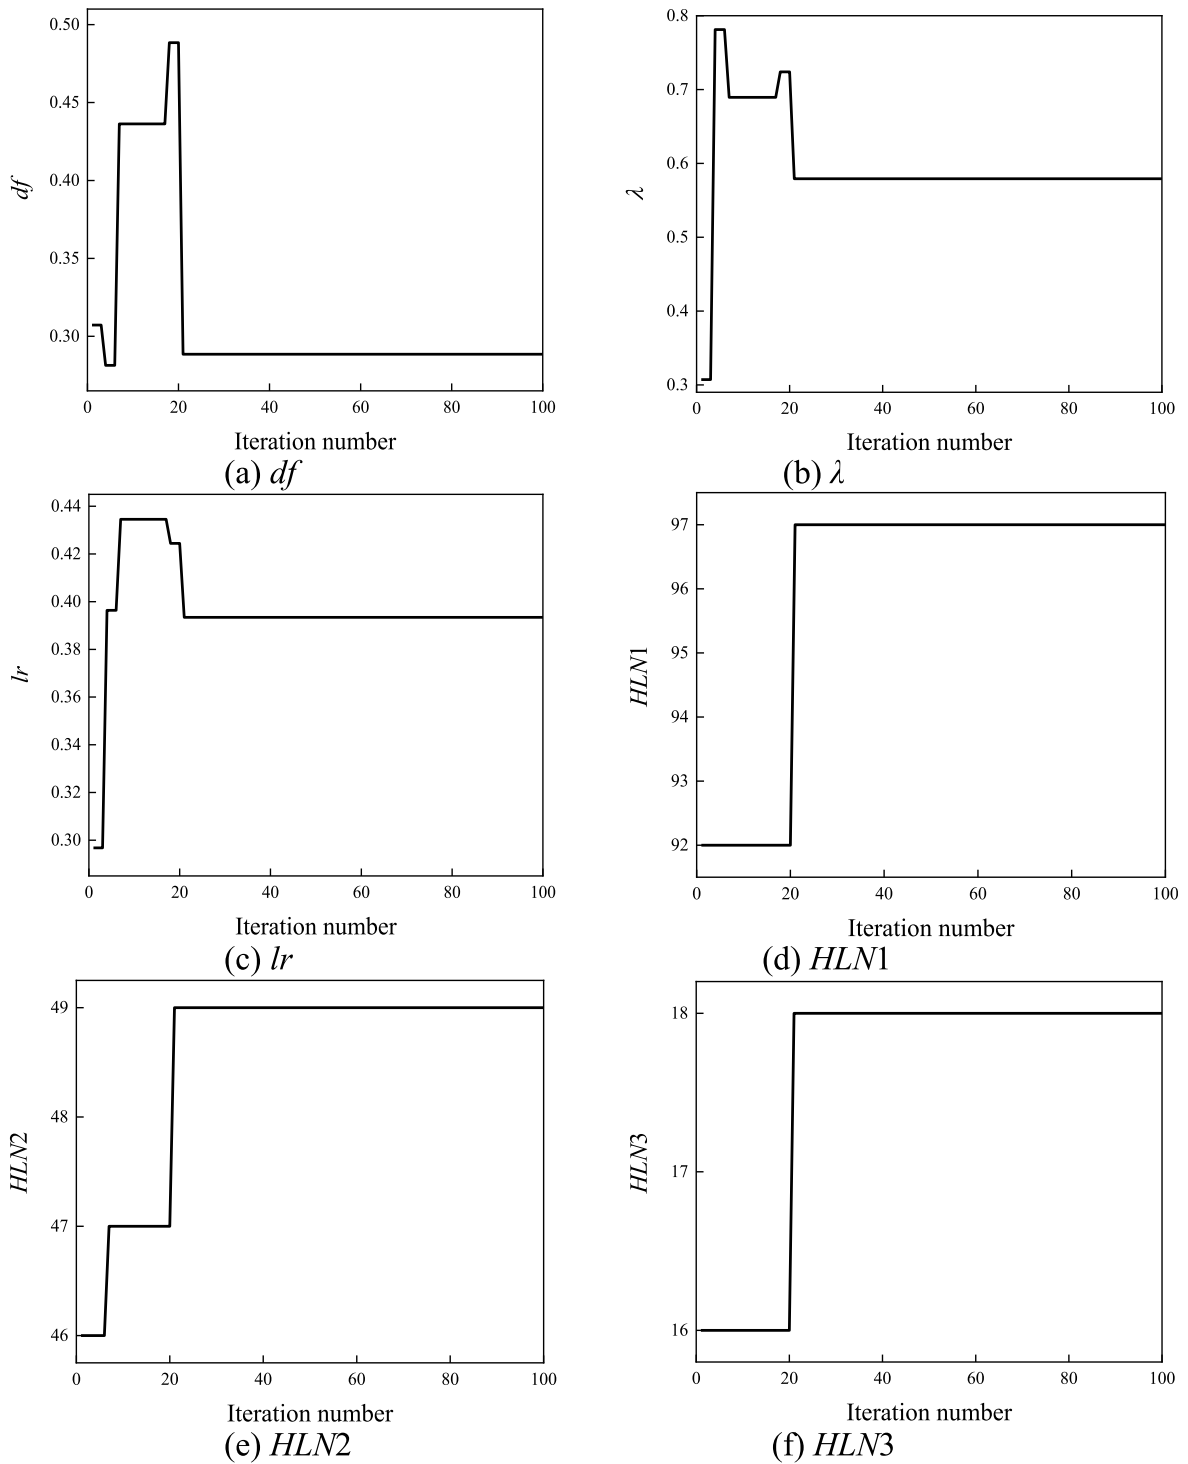 0.50
0.45
0.40
0.35
0.30
df
0 20 40 60 80 100
Iteration number
(a) df
0.8
0.7
0.6
0.5
0.4
0.3
λ
0 20 40 60 80 100
Iteration number
(b) λ
0.44
0.42
0.40
0.38
0.36
0.34
0.32
0.30
lr
0 20 40 60 80 100
Iteration number
(c) lr
97
96
95
94
93
92
HLN1
0 20 40 60 80 100
Iteration number
(d) HLN1
49
48
47
46
HLN2
0 20 40 60 80 100
Iteration number
(e) HLN2
18
17
16
HLN3
0 20 40 60 80 100
Iteration number
(f) HLN3